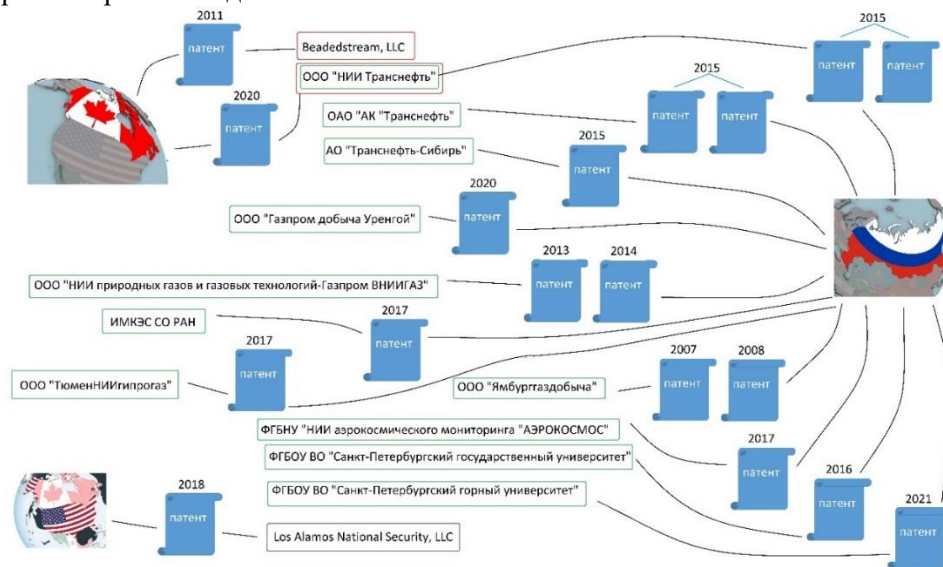 2011
патент
Beadedstream, LLC
2015
патент
патент
ООО "НИИ Транснефть"
2020
патент
2015
патент
патент
ОАО "АК "Транснефть"
АО "Транснефть-Сибирь"
2015
патент
2020
патент
ООО "Газпром добыча Уренгой"
2013
патент
2014
патент
ООО "НИИ природных газов и газовых технологий-Газпром ВНИИГАЗ"
ИМКЭС СО РАН
2017
патент
2017
патент
ООО "ТюменНИИгипрогаз"
2007
патент
2008
патент
ООО "Ямбурггаздобыча"
ФГБНУ "НИИ аэрокосмического мониторинга "АЭРОКОСМОС"
2017
патент
ФГБОУ ВО "Санкт-Петербургский государственный университет"
2016
патент
ФГБОУ ВО "Санкт-Петербургский горный университет"
2021
патент
2018
патент
Los Alamos National Security, LLC